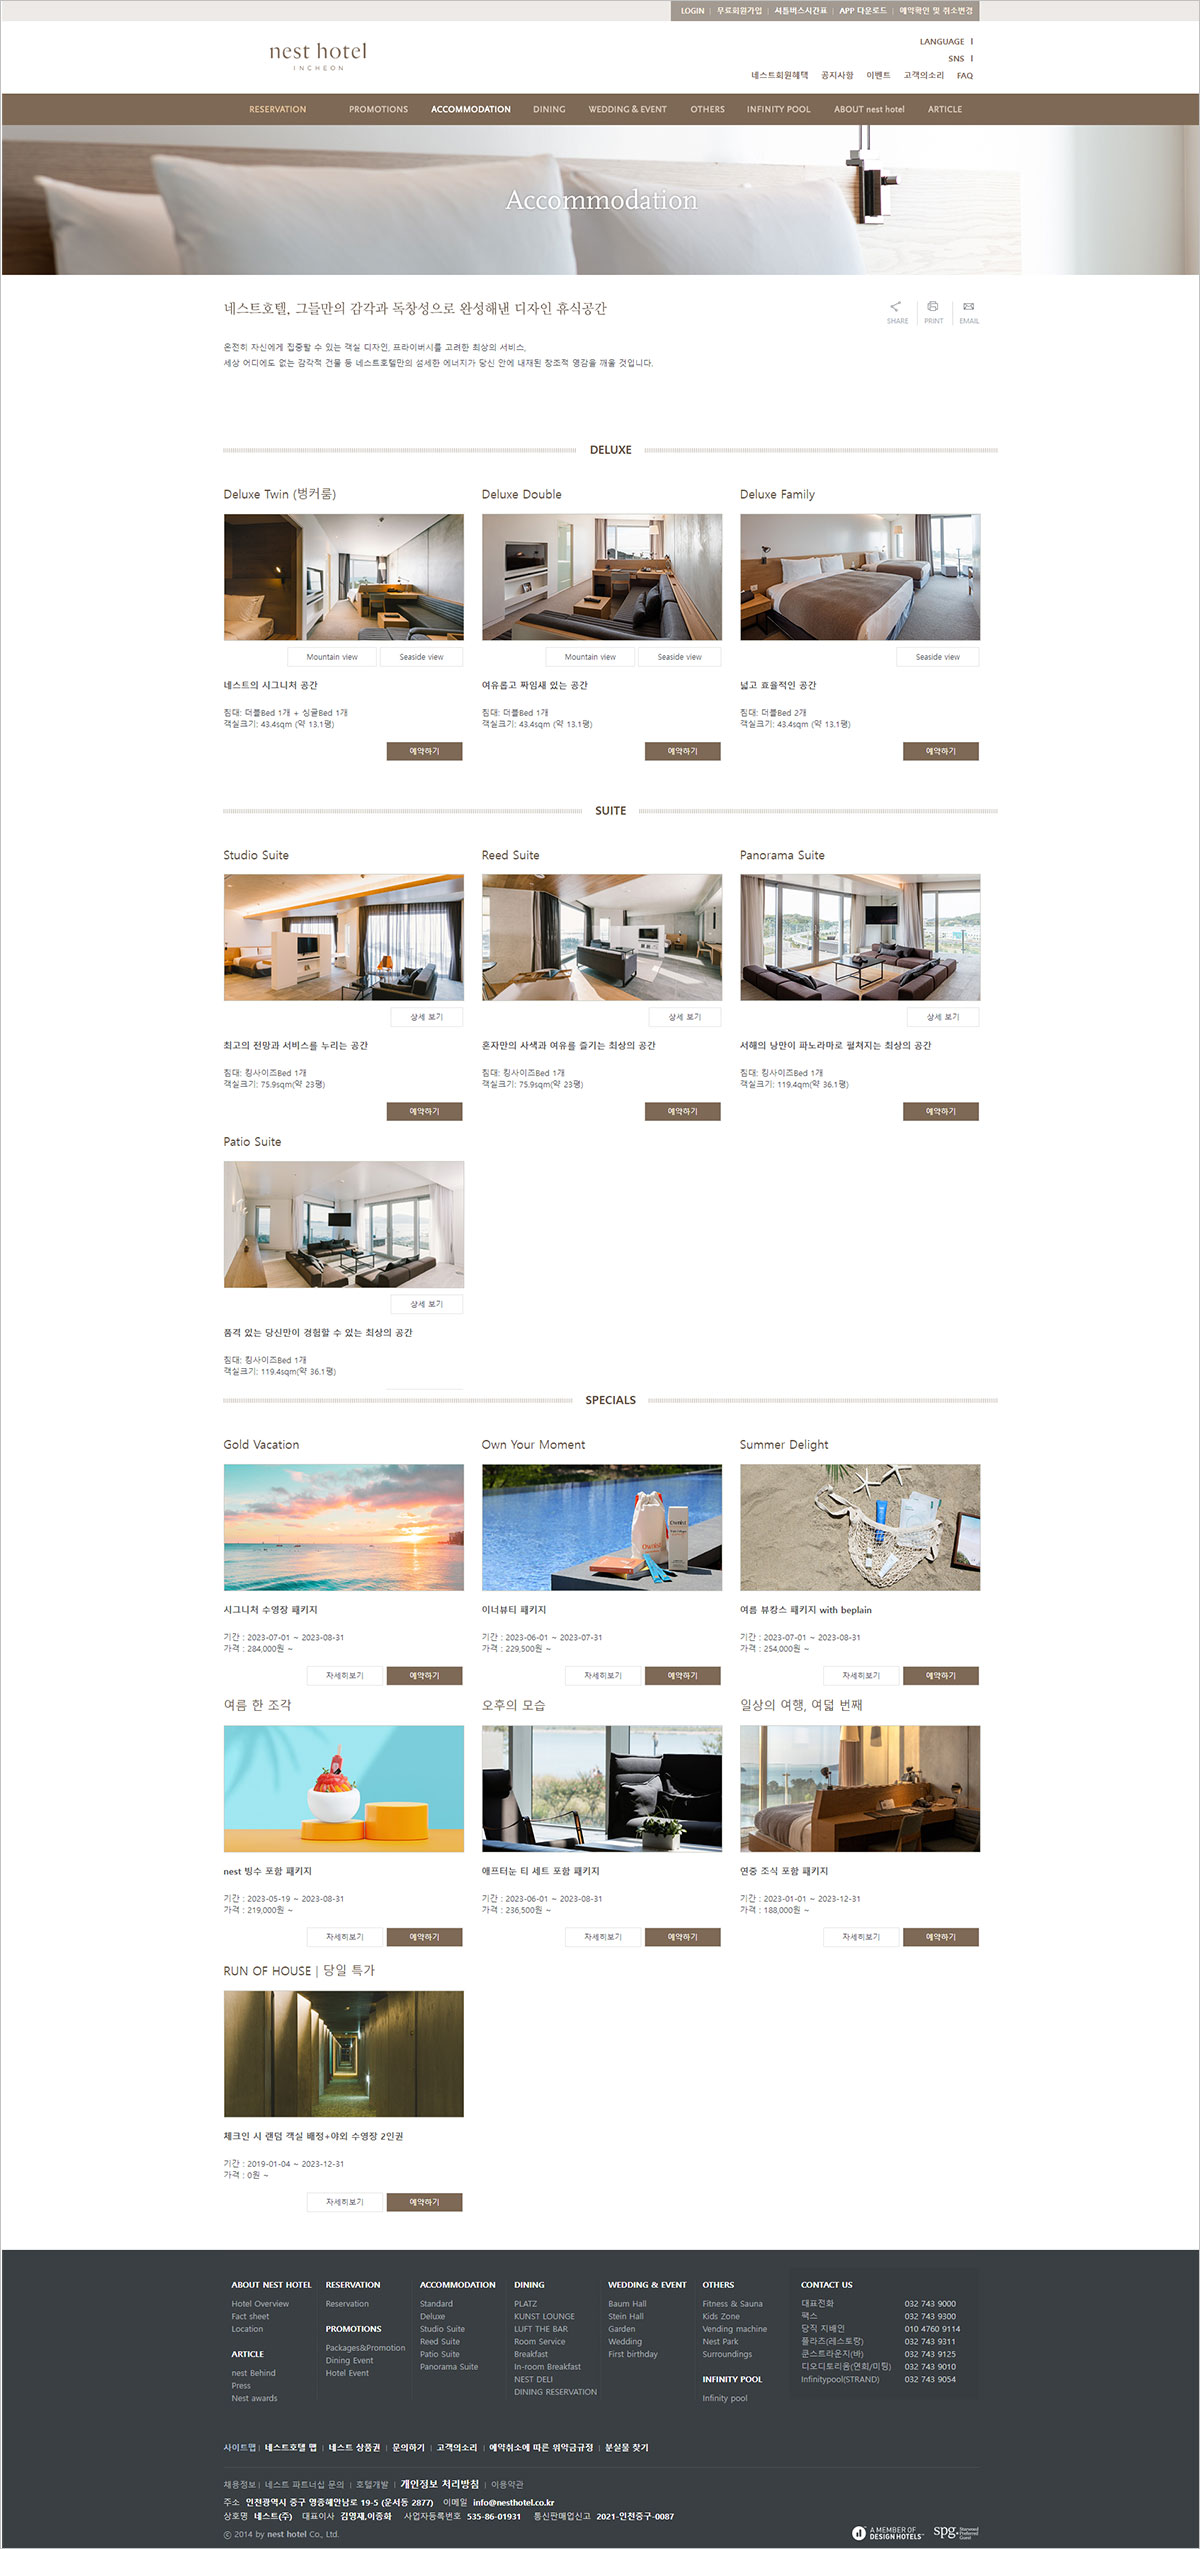 LOGIN | 무료회원가입 | 셔틀버스시간표 | APP 다운로드 | 예약확인 및 취소변경
nest hotel
INCHEON
LANGUAGE
SNS
네스트회원혜택 공지사항 이벤트 고객의소리 FAQ
RESERVATION PROMOTIONS ACCOMMODATION DINING WEDDING & EVENT OTHERS INFINITY POOL ABOUT nest hotel ARTICLE
Accommodation
네스트호텔, 그들만의 감각과 독창성으로 완성해낸 디자인 휴식공간
SHARE PRINT EMAIL
온전히 자신에게 집중할 수 있는 객실 디자인, 프라이버시를 고려한 최상의 서비스,
세상 어디에도 없는 감각적 건물 등 네스트호텔만의 섬세한 에너지가 당신 안에 내재된 창조적 영감을 깨울 것입니다.
DELUXE
Deluxe Twin (벙커룸) Deluxe Double Deluxe Family
Mountain view Seaside view Mountain view Seaside view Seaside view
네스트의 시그니처 공간 여유롭고 짜임새 있는 공간 넓고 효율적인 공간
침대: 더블Bed 1개 + 싱글Bed 1개 침대: 더블Bed 1개 침대: 더블Bed 2개
객실크기: 43.4sqm (약 13.1평) 객실크기: 43.4sqm (약 13.1평) 객실크기: 43.4sqm (약 13.1평)
예약하기 예약하기 예약하기
SUITE
Studio Suite Reed Suite Panorama Suite
상세 보기 상세 보기 상세 보기
최고의 전망과 서비스를 누리는 공간 혼자만의 사색과 여유를 즐기는 최상의 공간 서해의 낭만이 파노라마로 펼쳐지는 최상의 공간
침대: 킹사이즈Bed 1개 침대: 킹사이즈Bed 1개 침대: 킹사이즈Bed 1개
객실크기: 75.9sqm(약 23평) 객실크기: 75.9sqm(약 23평) 객실크기: 119.4qm(약 36.1평)
예약하기 예약하기 예약하기
Patio Suite
상세 보기
품격 있는 당신만이 경험할 수 있는 최상의 공간
침대: 킹사이즈Bed 1개
객실크기: 119.4sqm(약 36.1평)
SPECIALS
Gold Vacation Own Your Moment Summer Delight
시그니처 수영장 패키지 이너뷰티 패키지 여름 뷰캉스 패키지 with beplain
기간 : 2023-07-01 ~ 2023-08-31 기간 : 2023-06-01 ~ 2023-07-31 기간 : 2023-07-01 ~ 2023-08-31
가격 : 284,000원 ~ 가격 : 229,500원 ~ 가격 : 254,000원 ~
자세히보기 예약하기 자세히보기 예약하기 자세히보기 예약하기
여름 한 조각 오후의 모습 일상의 여행, 여덟 번째
nest 빙수 포함 패키지 애프터눈 티 세트 포함 패키지 연중 조식 포함 패키지
기간 : 2023-05-19 ~ 2023-08-31 기간 : 2023-06-01 ~ 2023-08-31 기간 : 2023-01-01 ~ 2023-12-31
가격 : 219,000원 ~ 가격 : 236,500원 ~ 가격 : 188,000원 ~
자세히보기 예약하기 자세히보기 예약하기 자세히보기 예약하기
RUN OF HOUSE | 당일 특가
체크인 시 랜덤 객실 배정+야외 수영장 2인권
기간 : 2019-01-04 ~ 2023-12-31
가격 : 0원 ~
자세히보기 예약하기
ABOUT NEST HOTEL
Hotel Overview
Fact sheet
Location
ARTICLE
nest Behind
Press
Nest awards
RESERVATION
Reservation
PROMOTIONS
Packages&Promotion
Dining Event
Hotel Event
ACCOMMODATION
Standard
Deluxe
Studio Suite
Reed Suite
Patio Suite
Panorama Suite
DINING
PLATZ
KUNST LOUNGE
LUFT THE BAR
Room Service
Breakfast
In-room Breakfast
NEST DELI
DINING RESERVATION
WEDDING & EVENT
Baum Hall
Stein Hall
Garden
Wedding
First birthday
OTHERS
Fitness & Sauna
Kids Zone
Vending machine
Nest Park
Surroundings
INFINITY POOL
Infinity pool
CONTACT US
대표전화 032 743 9000
팩스 032 743 9300
당직 지배인 010 4760 9114
플라츠(레스토랑) 032 743 9311
쿤스트라운지(바) 032 743 9125
디오디토리움(연회/미팅) 032 743 9010
Infinitypool(STRAND) 032 743 9054
사이트맵 | 네스트호텔 맵 | 네스트 상품권 | 문의하기 | 고객의소리 | 예약취소에 따른 위약금규정 | 분실물 찾기
채용정보 | 네스트 파트너십 문의 | 호텔개발 | 개인정보 처리방침 | 이용약관
주소 인천광역시 중구 영종해안남로 19-5 (운서동 2877) 이메일 info@nesthotel.co.kr
상호명 네스트(주) 대표이사 김영재,이종화 사업자등록번호 535-86-01931 통신판매업신고 2021-인천중구-0087
ⓒ 2014 by nest hotel Co., Ltd.
A MEMBER OF
DESIGN HOTELS™
spg. Starwood Preferred Guest